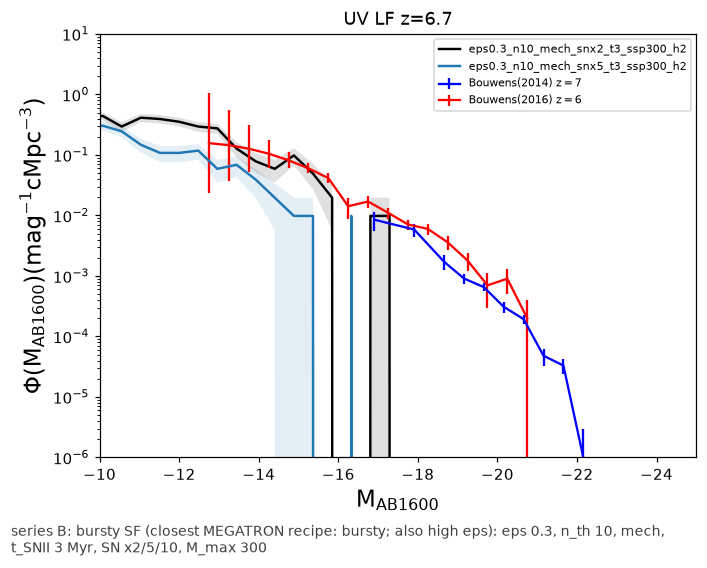 UV LF z=6.7
Φ(M_AB1600)(mag⁻¹cMpc⁻³)
10¹
10⁰
10⁻¹
10⁻²
10⁻³
10⁻⁴
10⁻⁵
10⁻⁶
eps0.3_n10_mech_snx2_t3_ssp300_h2
eps0.3_n10_mech_snx5_t3_ssp300_h2
Bouwens(2014) z = 7
Bouwens(2016) z = 6
−10 −12 −14 −16 −18 −20 −22 −24
M_AB1600
series B: bursty SF (closest MEGATRON recipe: bursty; also high eps): eps 0.3, n_th 10, mech,
t_SNII 3 Myr, SN x2/5/10, M_max 300